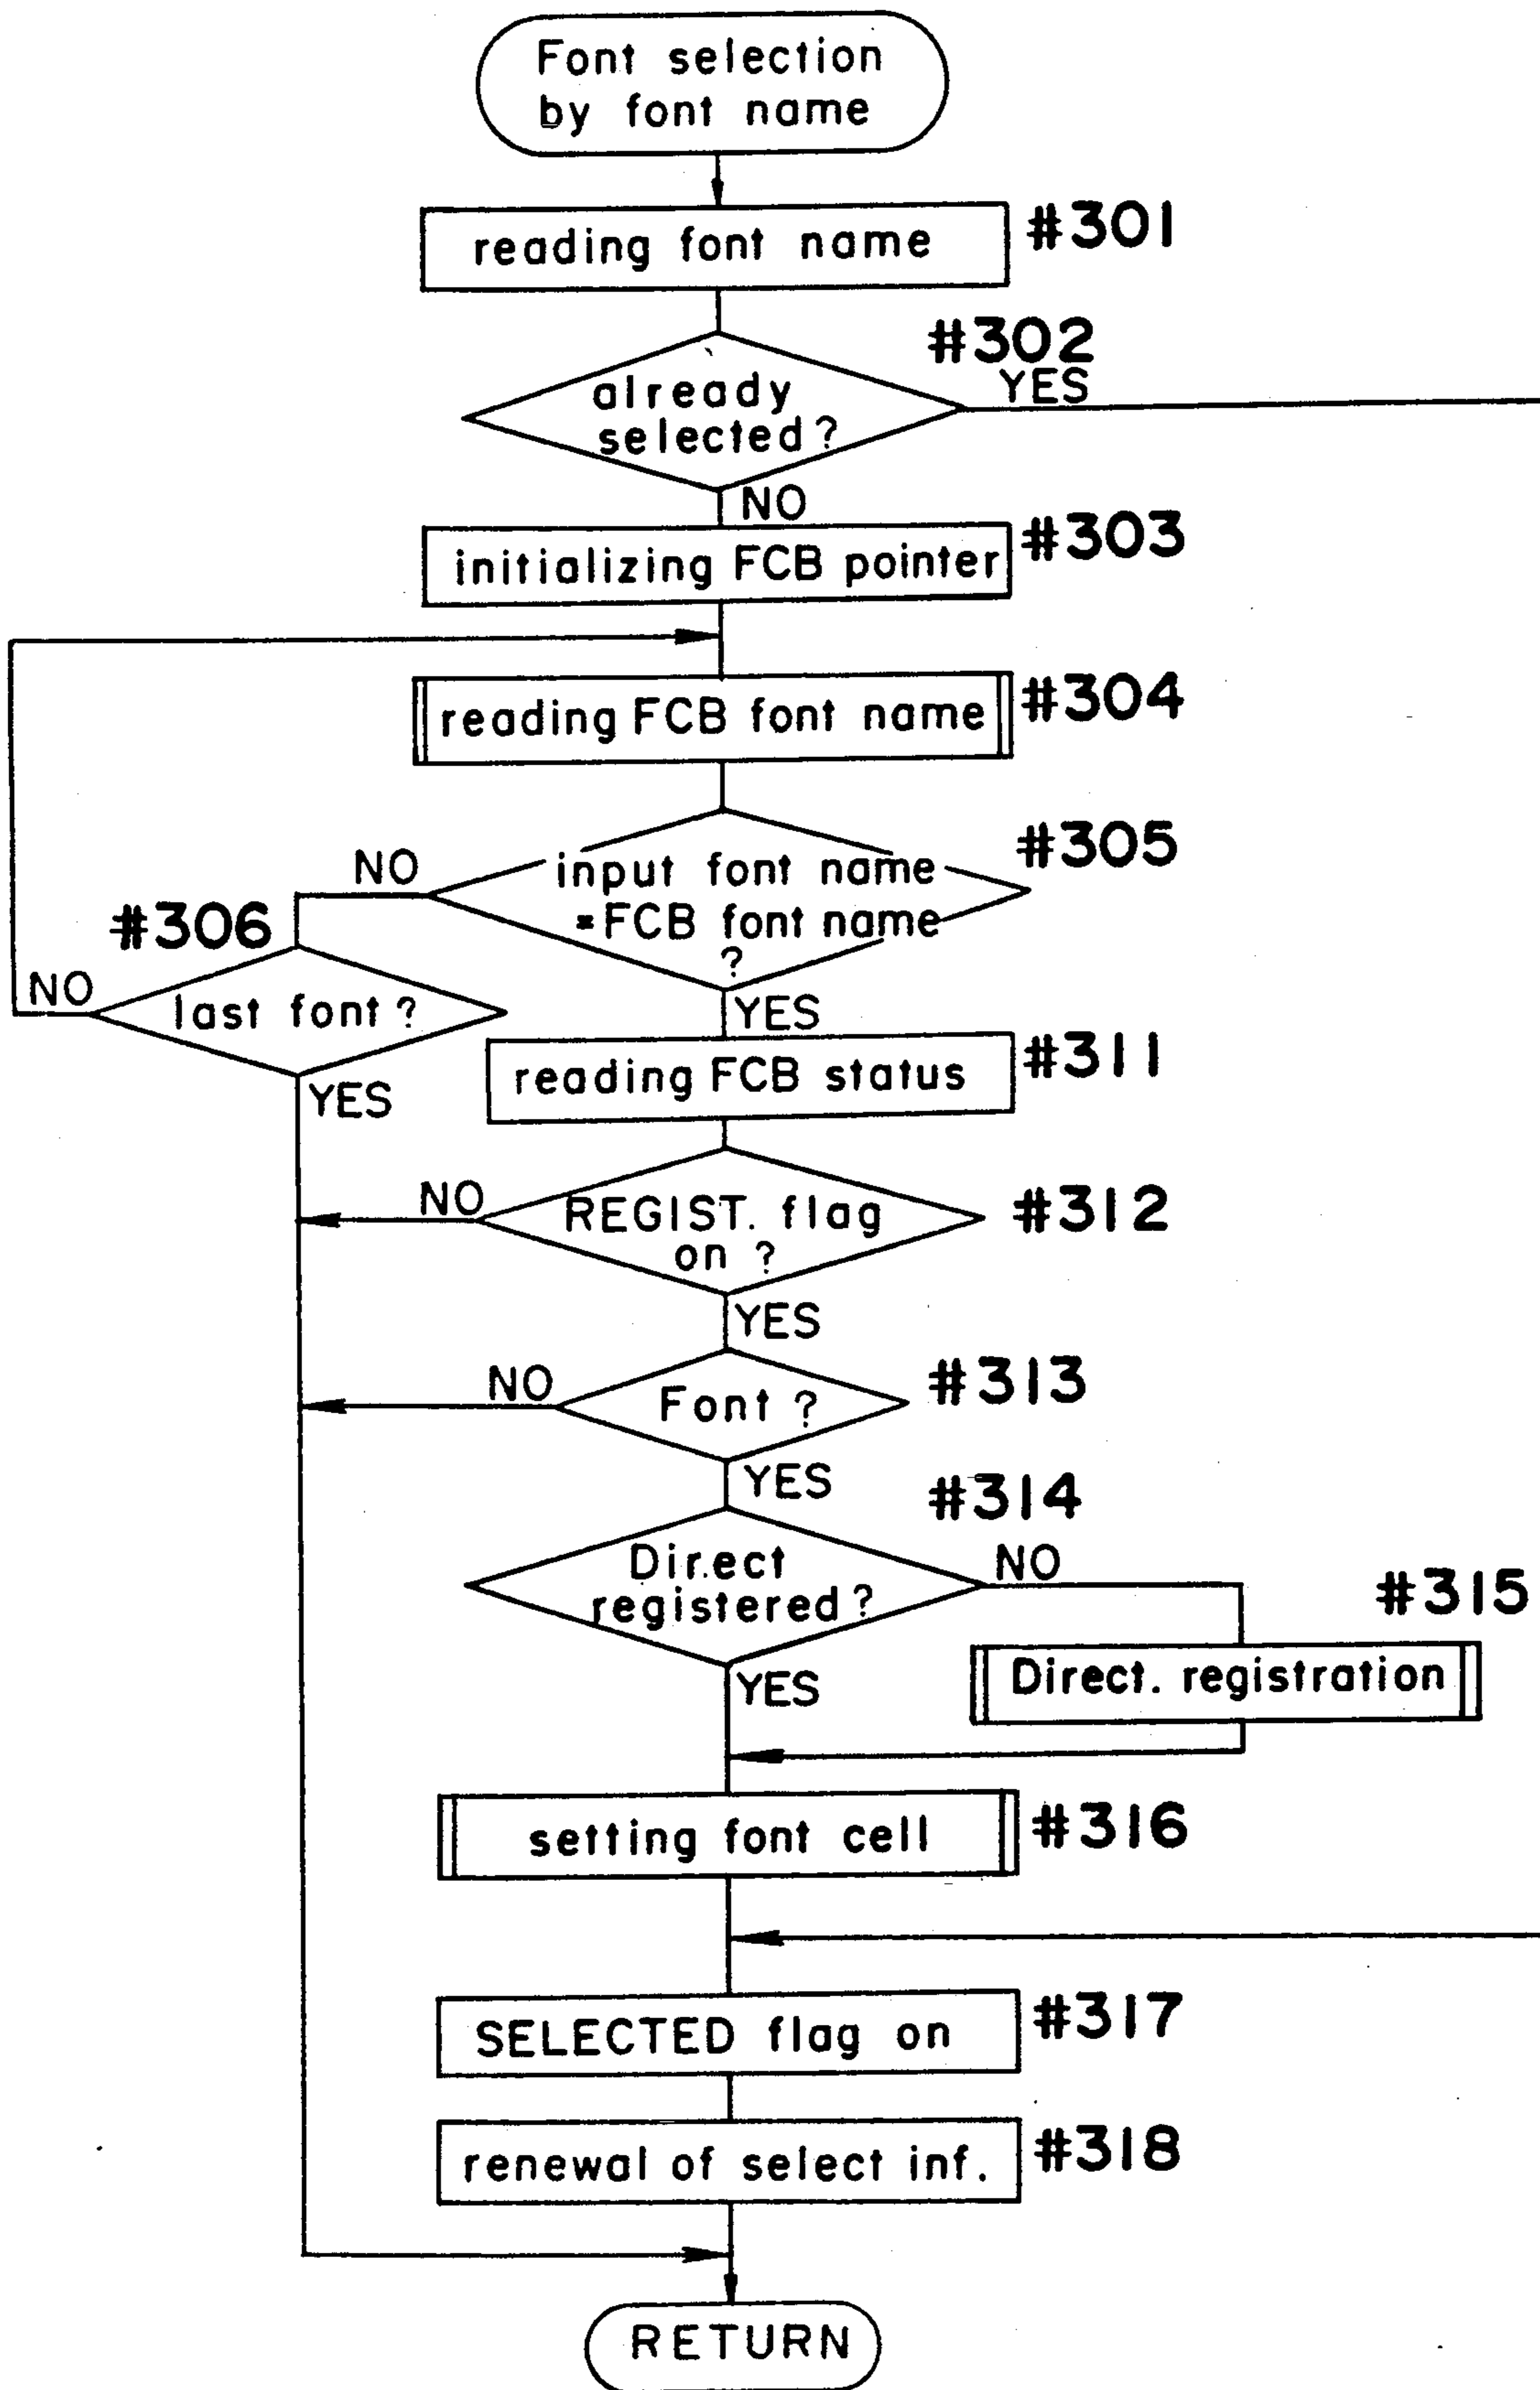 Font selection
by font name
reading font name
#301
#302
already
selected?
YES
NO
initializing FCB pointer
#303
reading FCB font name
#304
#305
NO
input font name
=FCB font name
?
#306
NO
last font?
YES
YES
reading FCB status
#311
NO
REGIST. flag
on ?
#312
YES
NO
Font ?
#313
YES
#314
Direct
registered?
NO
#315
YES
Direct. registration
setting font cell
#316
SELECTED flag on
#317
renewal of select inf.
#318
RETURN